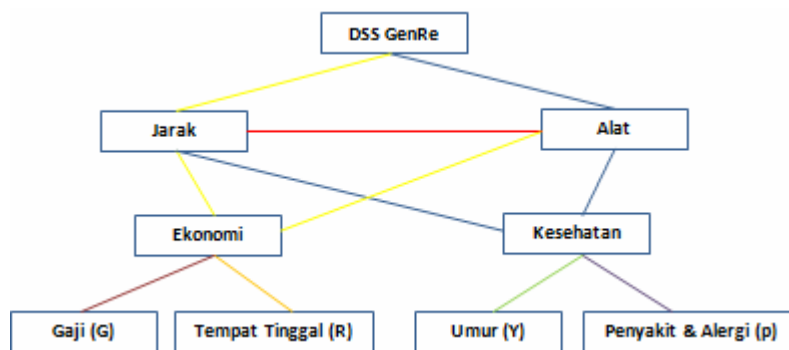 DSS GenRe
Jarak
Alat
Ekonomi
Kesehatan
Gaji (G)
Tempat Tinggal (R)
Umur (Y)
Penyakit & Alergi (p)